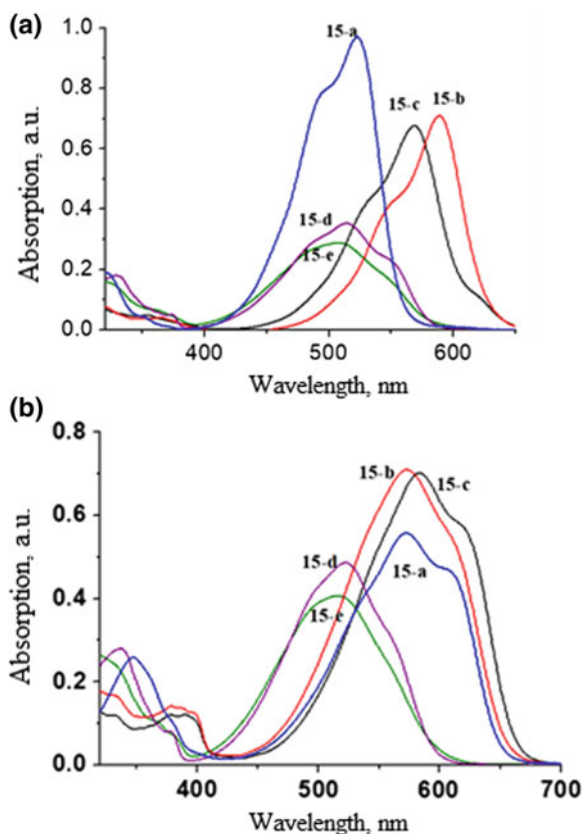 (a)
1.0
0.8
0.6
0.4
0.2
0.0
Absorption, a.u.
15-a
15-c
15-b
15-d
15-e
400
500
600
Wavelength, nm
(b)
0.8
0.6
0.4
0.2
0.0
Absorption, a.u.
15-b
15-c
15-d
15-a
15-e
400
500
600
700
Wavelength, nm